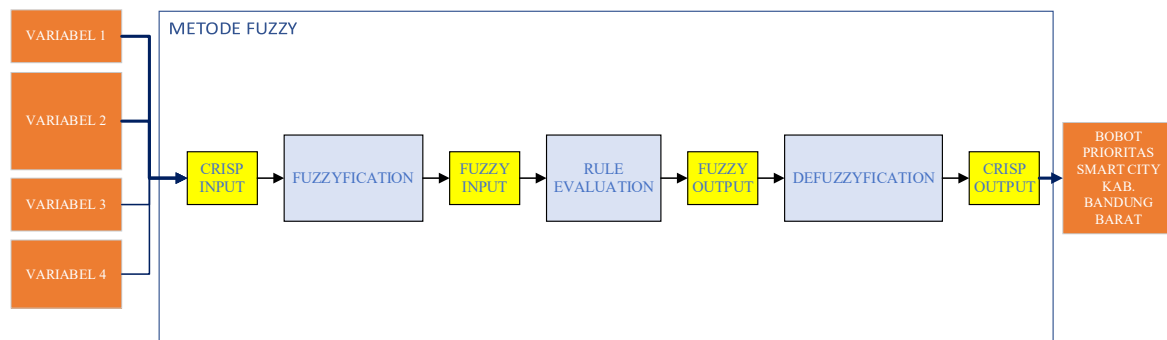 METODE FUZZY
VARIABEL 1
VARIABEL 2
VARIABEL 3
VARIABEL 4
CRISP
INPUT
FUZZYFICATION
FUZZY
INPUT
RULE
EVALUATION
FUZZY
OUTPUT
DEFUZZYFICATION
CRISP
OUTPUT
BOBOT
PRIORITAS
SMART CITY
KAB.
BANDUNG
BARAT